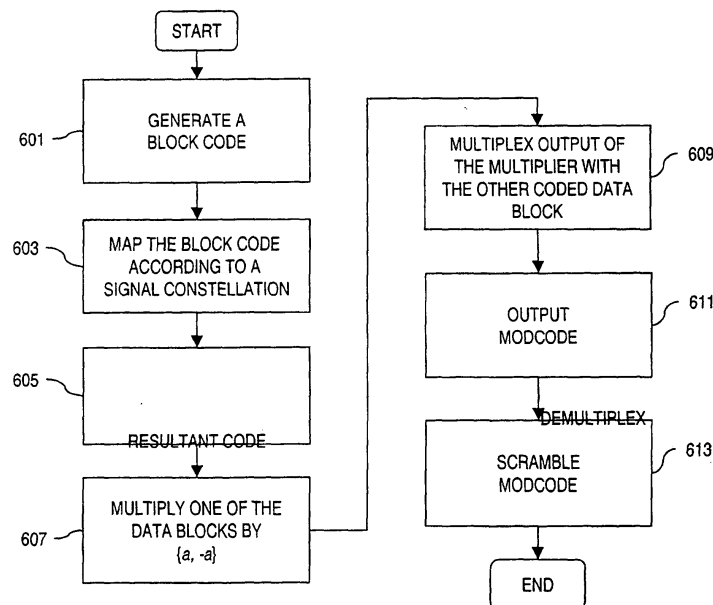 START
601
GENERATE A
BLOCK CODE
603
MAP THE BLOCK CODE
ACCORDING TO A
SIGNAL CONSTELLATION
605
RESULTANT CODE
607
MULTIPLY ONE OF THE
DATA BLOCKS BY
{a, -a}
MULTIPLEX OUTPUT OF
THE MULTIPLIER WITH
THE OTHER CODED DATA
BLOCK
609
OUTPUT
MODCODE
611
DEMULTIPLEX
SCRAMBLE
MODCODE
613
END